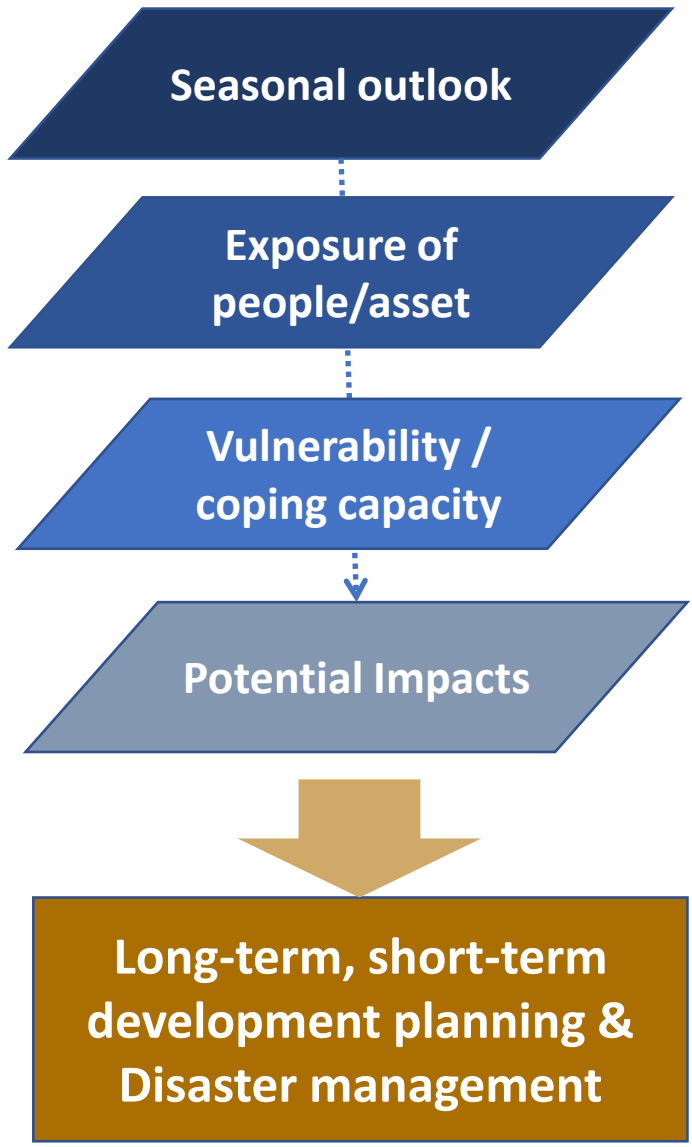 Seasonal outlook
Exposure of
people/asset
Vulnerability /
coping capacity
Potential Impacts
Long-term, short-term
development planning &
Disaster management